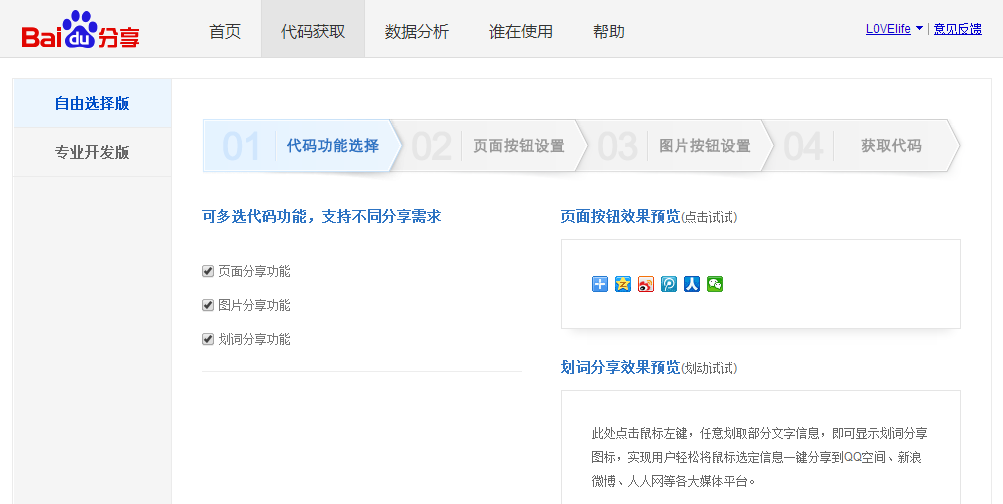 Bai du 分享
首页 代码获取 数据分析 谁在使用 帮助
L0VElife 意见反馈
自由选择版
专业开发版
01 代码功能选择 02 页面按钮设置 03 图片按钮设置 04 获取代码
可多选代码功能，支持不同分享需求
页面分享功能
图片分享功能
划词分享功能
页面按钮效果预览(点击试试)
划词分享效果预览(划动试试)
此处点击鼠标左键，任意划取部分文字信息，即可显示划词分享
图标，实现用户轻松将鼠标选定信息一键分享到QQ空间、新浪
微博、人人网等各大媒体平台。